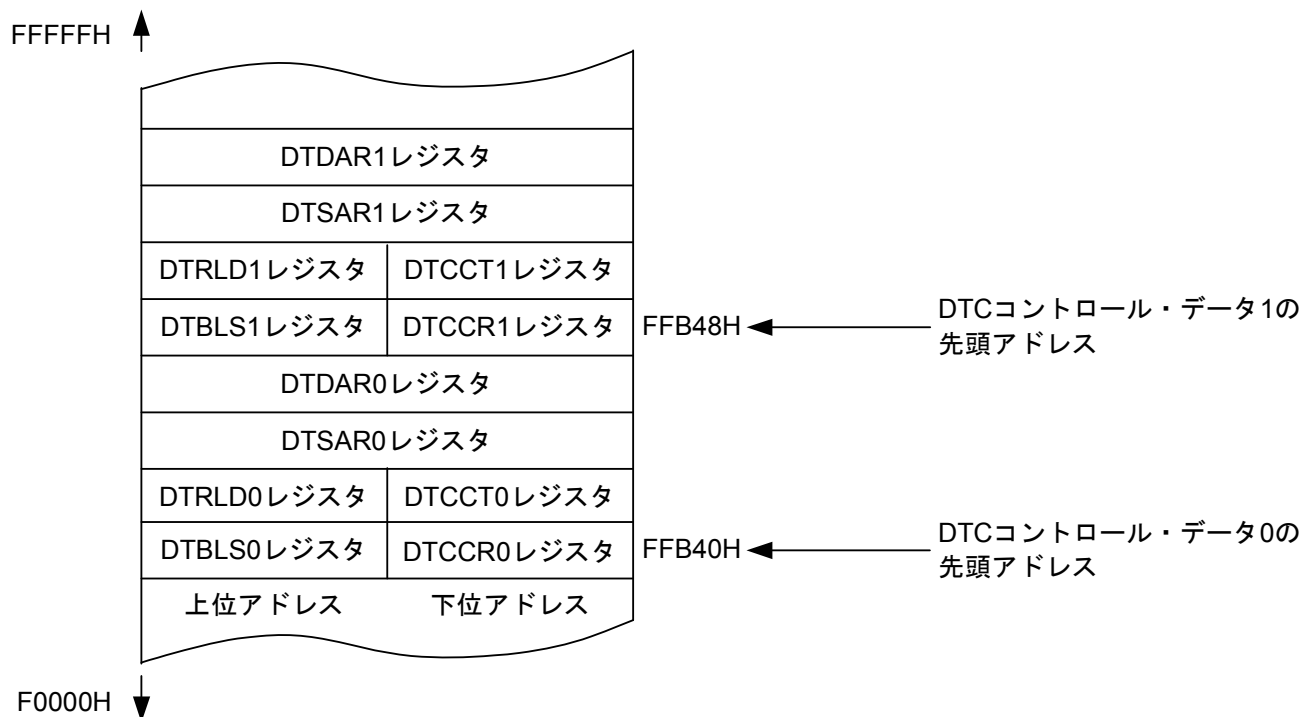 FFFFFH
DTDAR1レジスタ
DTSAR1レジスタ
DTRLD1レジスタ DTCCT1レジスタ
DTBLS1レジスタ DTCCR1レジスタ FFB48H DTCコントロール・データ1の
先頭アドレス
DTDAR0レジスタ
DTSAR0レジスタ
DTRLD0レジスタ DTCCT0レジスタ
DTBLS0レジスタ DTCCR0レジスタ FFB40H DTCコントロール・データ0の
先頭アドレス
上位アドレス 下位アドレス
F0000H